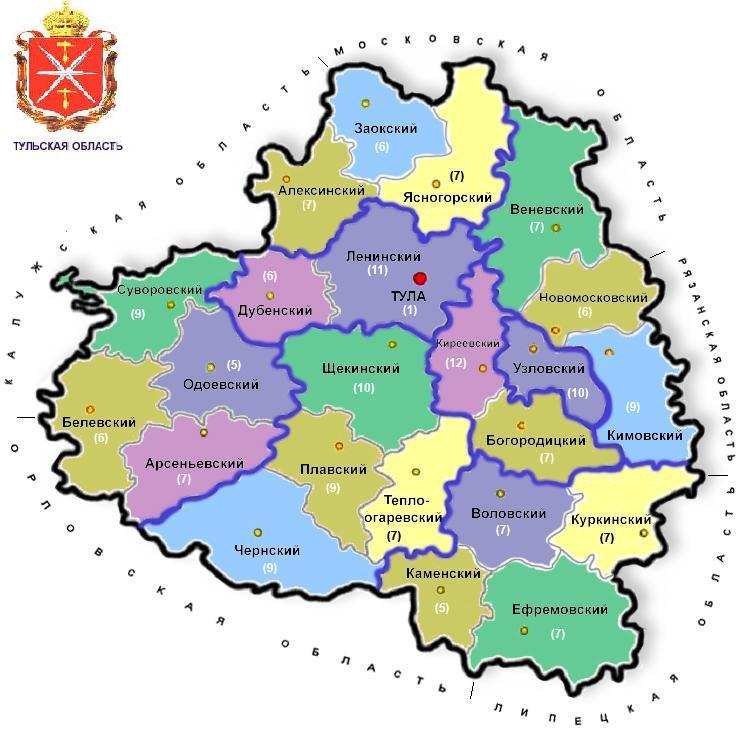 МОСКОВСКАЯ ОБЛАСТЬ
ТУЛЬСКАЯ ОБЛАСТЬ
Заокский
(6)
(7)
Ясногорский
Алексинский
(7)
Веневский
(7)
КАЛУЖСКАЯ ОБЛАСТЬ
РЯЗАНСКАЯ ОБЛАСТЬ
Ленинский
(11)
ТУЛА
(1)
(6)
Дубенский
Суворовский
(9)
Новомосковский
(6)
Киреевский
(12)
Щекинский
(10)
Узловский
(10)
(5)
Одоевский
(9)
Кимовский
Белевский
(6)
Богородицкий
(7)
Арсеньевский
(7)
Плавский
(9)
Тепло-
огаревский
(7)
Воловский
(7)
Куркинский
(7)
Чернский
(9)
Каменский
(5)
Ефремовский
(7)
ОРЛОВСКАЯ ОБЛАСТЬ
ЛИПЕЦКАЯ ОБЛАСТЬ